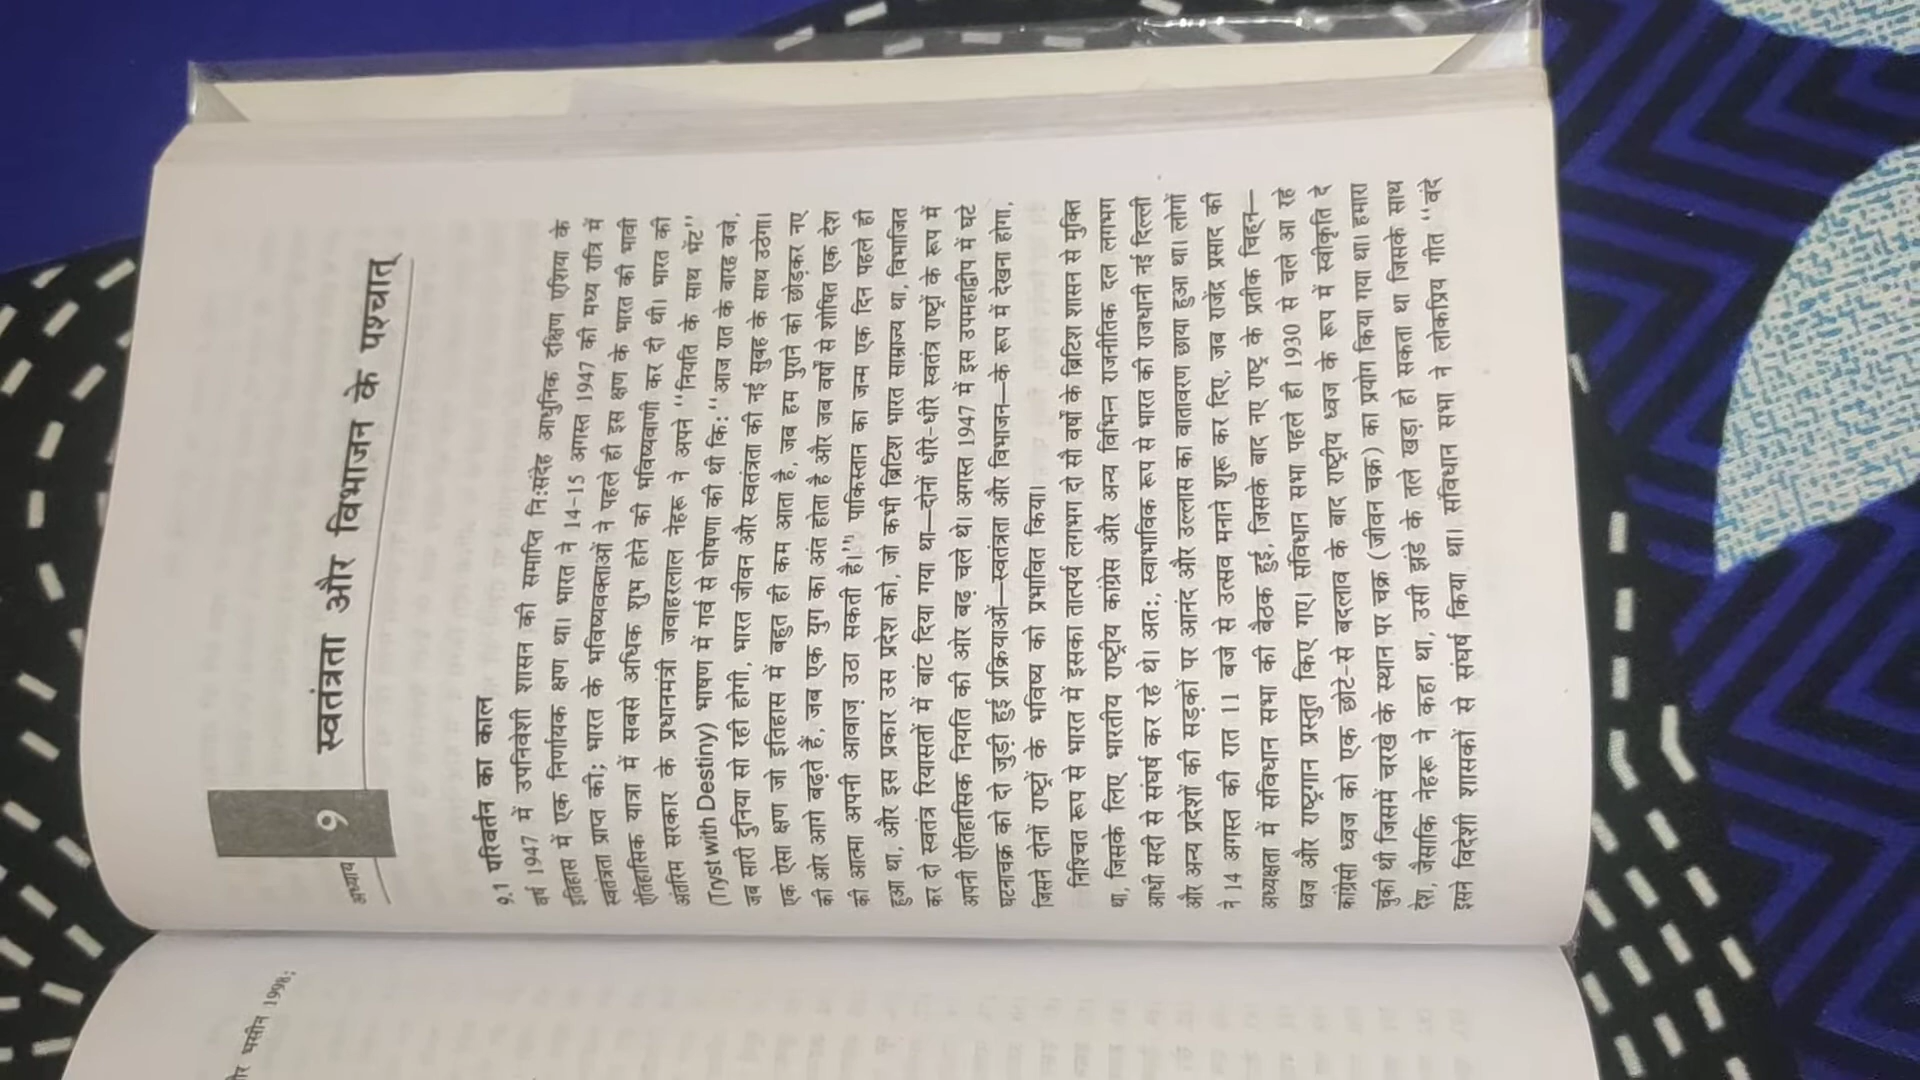 अध्याय
9
स्वतंत्रता और विभाजन के पश्चात्
9.1 परिवर्तन का काल
वर्ष 1947 में उपनिवेशी शासन की समाप्ति नि:संदेह आधुनिक दक्षिण एशिया के
इतिहास में एक निर्णायक क्षण था। भारत ने 14-15 अगस्त 1947 की मध्य रात्रि में
स्वतंत्रता प्राप्त की; भारत के भविष्यवक्ताओं ने पहले ही इस क्षण के भारत की भावी
ऐतिहासिक यात्रा में सबसे अधिक शुभ होने की भविष्यवाणी कर दी थी। भारत की
अंतरिम सरकार के प्रधानमंत्री जवाहरलाल नेहरू ने अपने ‘‘नियति के साथ भेंट’’
(Tryst with Destiny) भाषण में गर्व से घोषणा की थी कि: ‘‘आज रात के बारह बजे,
जब सारी दुनिया सो रही होगी, भारत जीवन और स्वतंत्रता की नई सुबह के साथ उठेगा।
एक ऐसा क्षण जो इतिहास में बहुत ही कम आता है, जब हम पुराने को छोड़कर नए
की ओर आगे बढ़ते हैं, जब एक युग का अंत होता है और जब वर्षों से शोषित एक देश
की आत्मा अपनी आवाज़ उठा सकती है।’’ पाकिस्तान का जन्म एक दिन पहले ही
हुआ था, और इस प्रकार उस प्रदेश को, जो कभी ब्रिटिश भारत साम्राज्य था, विभाजित
कर दो स्वतंत्र रियासतों में बांट दिया गया था—दोनों धीरे-धीरे स्वतंत्र राष्ट्रों के रूप में
अपनी ऐतिहासिक नियति की ओर बढ़ चले थे। अगस्त 1947 में इस उपमहाद्वीप में घटे
घटनाचक्र को दो जुड़ी हुई प्रक्रियाओं—स्वतंत्रता और विभाजन—के रूप में देखना होगा,
जिसने दोनों राष्ट्रों के भविष्य को प्रभावित किया।
निश्चित रूप से भारत में इसका तात्पर्य लगभग दो सौ वर्षों के ब्रिटिश शासन से मुक्ति
था, जिसके लिए भारतीय राष्ट्रीय कांग्रेस और अन्य विभिन्न राजनीतिक दल लगभग
आधी सदी से संघर्ष कर रहे थे। अत:, स्वाभाविक रूप से भारत की राजधानी नई दिल्ली
और अन्य प्रदेशों की सड़कों पर आनंद और उल्लास का वातावरण छाया हुआ था। लोगों
ने 14 अगस्त की रात 11 बजे से उत्सव मनाने शुरू कर दिए, जब राजेंद्र प्रसाद की
अध्यक्षता में संविधान सभा की बैठक हुई, जिसके बाद नए राष्ट्र के प्रतीक चिह्न—
ध्वज और राष्ट्रगान प्रस्तुत किए गए। संविधान सभा पहले ही 1930 से चले आ रहे
कांग्रेसी ध्वज को एक छोटे-से बदलाव के बाद राष्ट्रीय ध्वज के रूप में स्वीकृति दे
चुकी थी जिसमें चरखे के स्थान पर चक्र (जीवन चक्र) का प्रयोग किया गया था। हमारा
देश, जैसाकि नेहरू ने कहा था, उसी झंडे के तले खड़ा हो सकता था जिसके साथ
इसने विदेशी शासकों से संघर्ष किया था। संविधान सभा ने लोकप्रिय गीत ‘‘वंदे
1998;